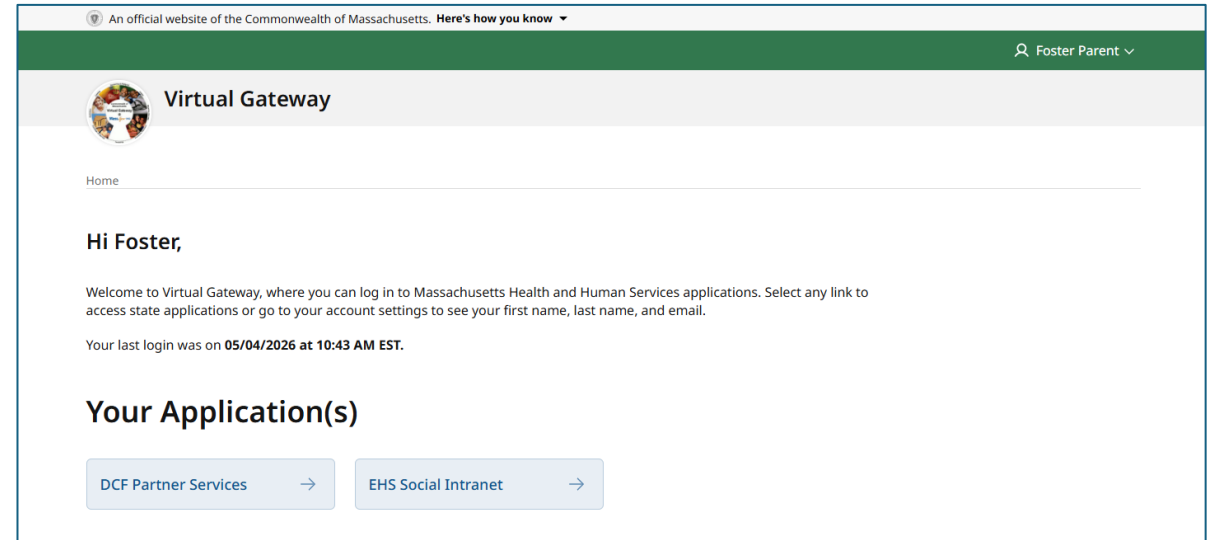 An official website of the Commonwealth of Massachusetts. Here's how you know
Foster Parent
Virtual Gateway
Home
Hi Foster,
Welcome to Virtual Gateway, where you can log in to Massachusetts Health and Human Services applications. Select any link to
access state applications or go to your account settings to see your first name, last name, and email.
Your last login was on 05/04/2026 at 10:43 AM EST.
Your Application(s)
DCF Partner Services
EHS Social Intranet